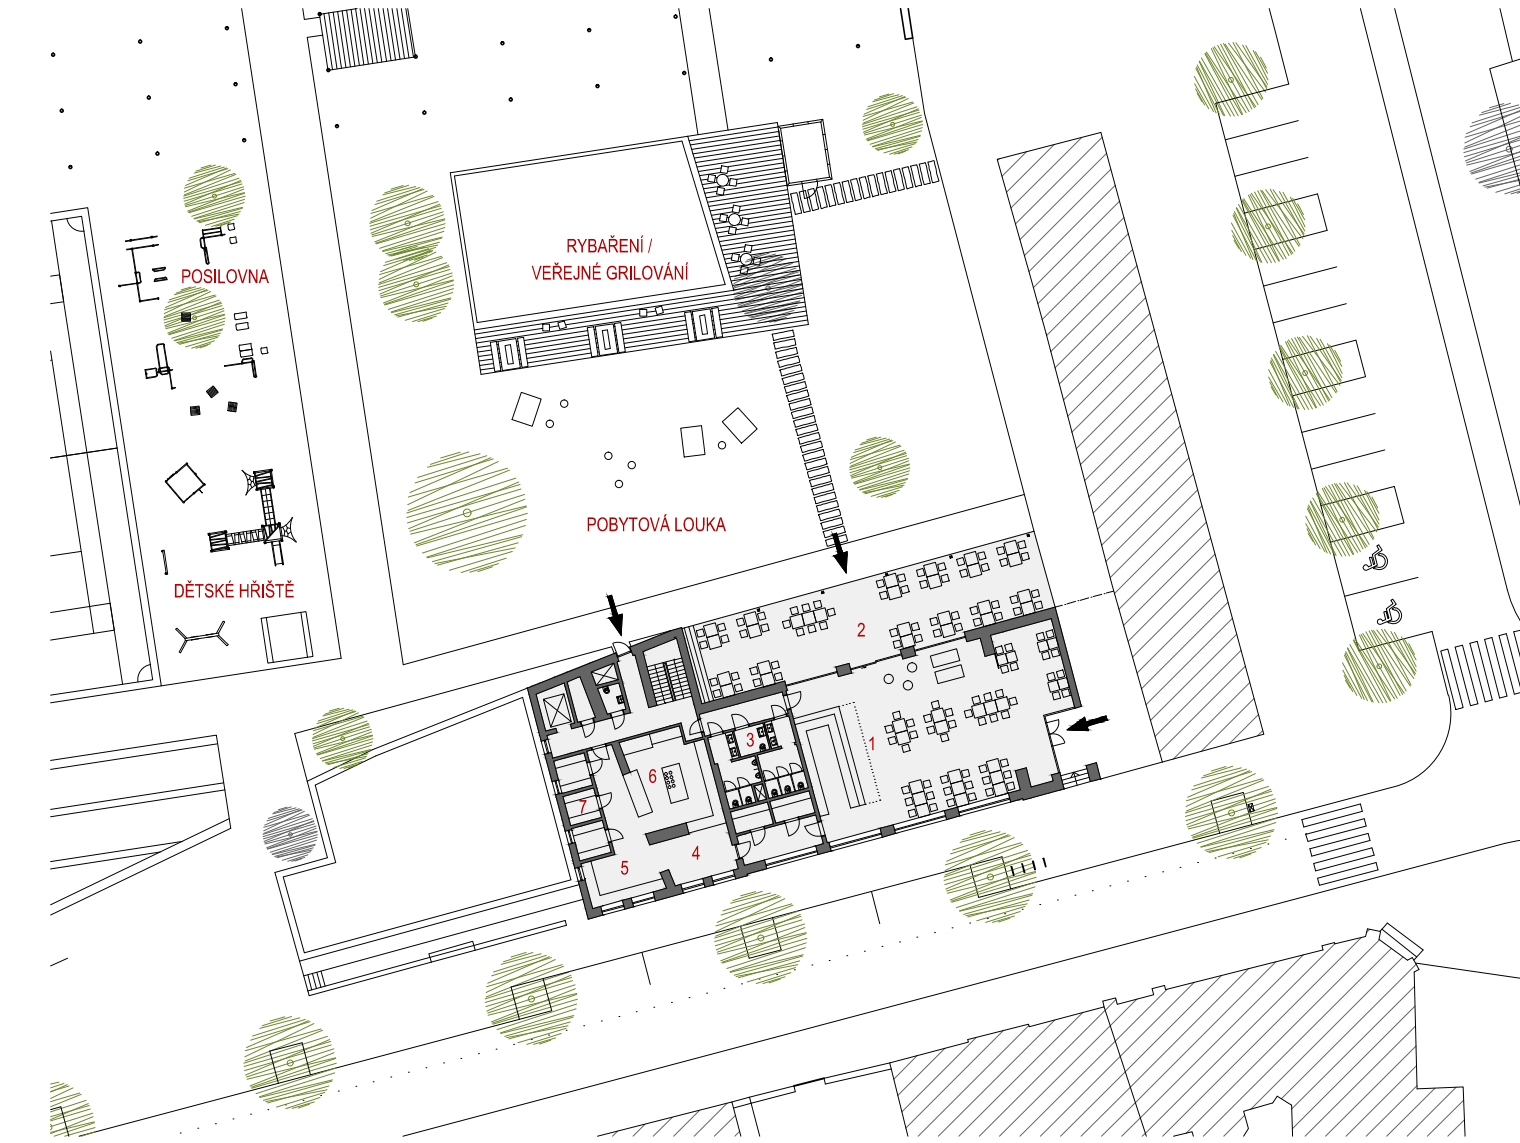 RYBAŘENÍ /
VEŘEJNÉ GRILOVÁNÍ
POSILOVNA
POBYTOVÁ LOUKA
DĚTSKÉ HŘIŠTĚ
2
3
1
6
7
4
5